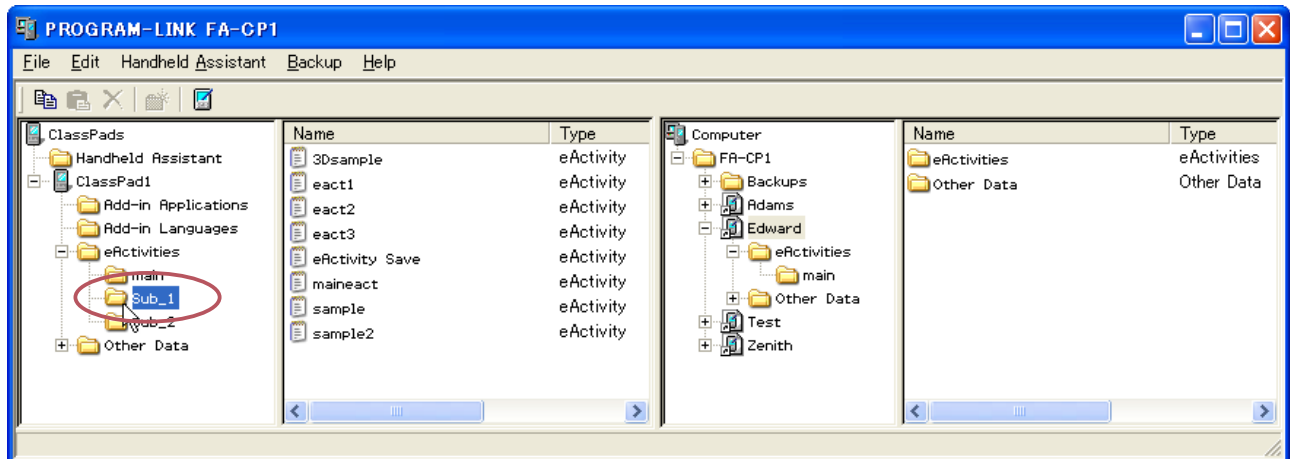 PROGRAM-LINK FA-CP1
File Edit Handheld Assistant Backup Help
ClassPads
Handheld Assistant
ClassPad1
Add-in Applications
Add-in Languages
eActivities
main
Sub_1
Sub_2
Other Data
Name Type
3Dsample eActivity
eact1 eActivity
eact2 eActivity
eact3 eActivity
eActivity Save eActivity
maineact eActivity
sample eActivity
sample2 eActivity
Computer
FA-CP1
Backups
Adams
Edward
eActivities
main
Other Data
Test
Zenith
Name Type
eActivities eActivities
Other Data Other Data